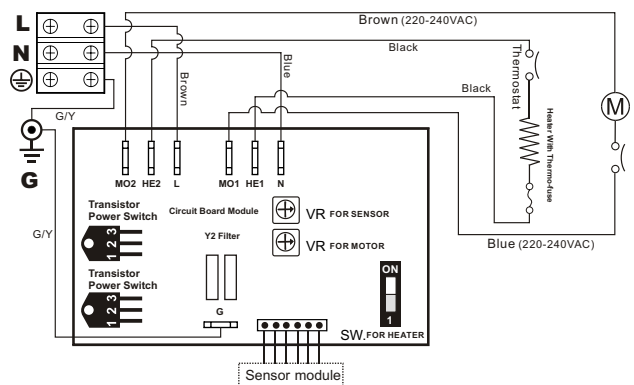 L
N
G
G/Y
G/Y
Brown
Blue
Brown (220-240VAC)
Black
Black
Thermostat
Heater With Thermo-fuse
M
Blue (220-240VAC)
MO2 HE2 L MO1 HE1 N
Transistor
Power Switch
1 2 3
Transistor
Power Switch
1 2 3
Circuit Board Module
Y2 Filter
G
VR FOR SENSOR
VR FOR MOTOR
ON
1
SW. FOR HEATER
Sensor module